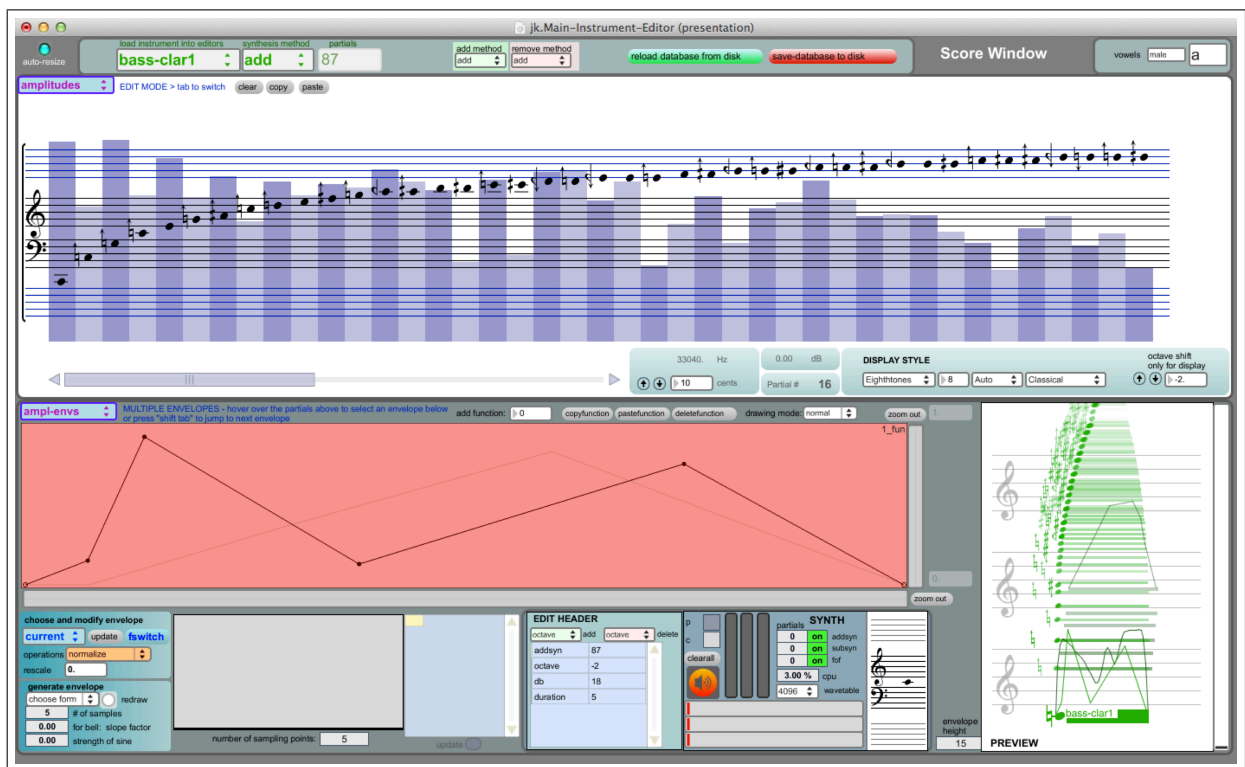 jk.Main-Instrument-Editor (presentation)
auto-resize
load instrument into editors synthesis method partials
bass-clar1 add 87
add method remove method
add add
reload database from disk save-database to disk
Score Window
vowels male a
amplitudes EDIT MODE > tab to switch clear copy paste
33040. Hz
10 cents
0.00 dB
Partial # 16
DISPLAY STYLE
Eighthtones 8 Auto Classical
octave shift
only for display
-2.
ampl-envs MULTIPLE ENVELOPES - hover over the partials above to select an envelope below
or press "shift tab" to jump to next envelope
add function: 0 copyfunction pastefunction deletefunction drawing mode: normal zoom out 1.
1_fun
0.
zoom out
choose and modify envelope
current update fswitch
operations normalize
rescale 0.
generate envelope
choose form redraw
5 # of samples
0.00 for bell: slope factor
0.00 strength of sine
number of sampling points: 5
update
EDIT HEADER
octave add octave delete
addsyn 87
octave -2
db 18
duration 5
p
c
clearall
partials SYNTH
0 on addsyn
0 on subsyn
0 on fof
3.00 % cpu
4096 wavetable
envelope
height
15
bass-clar1
PREVIEW